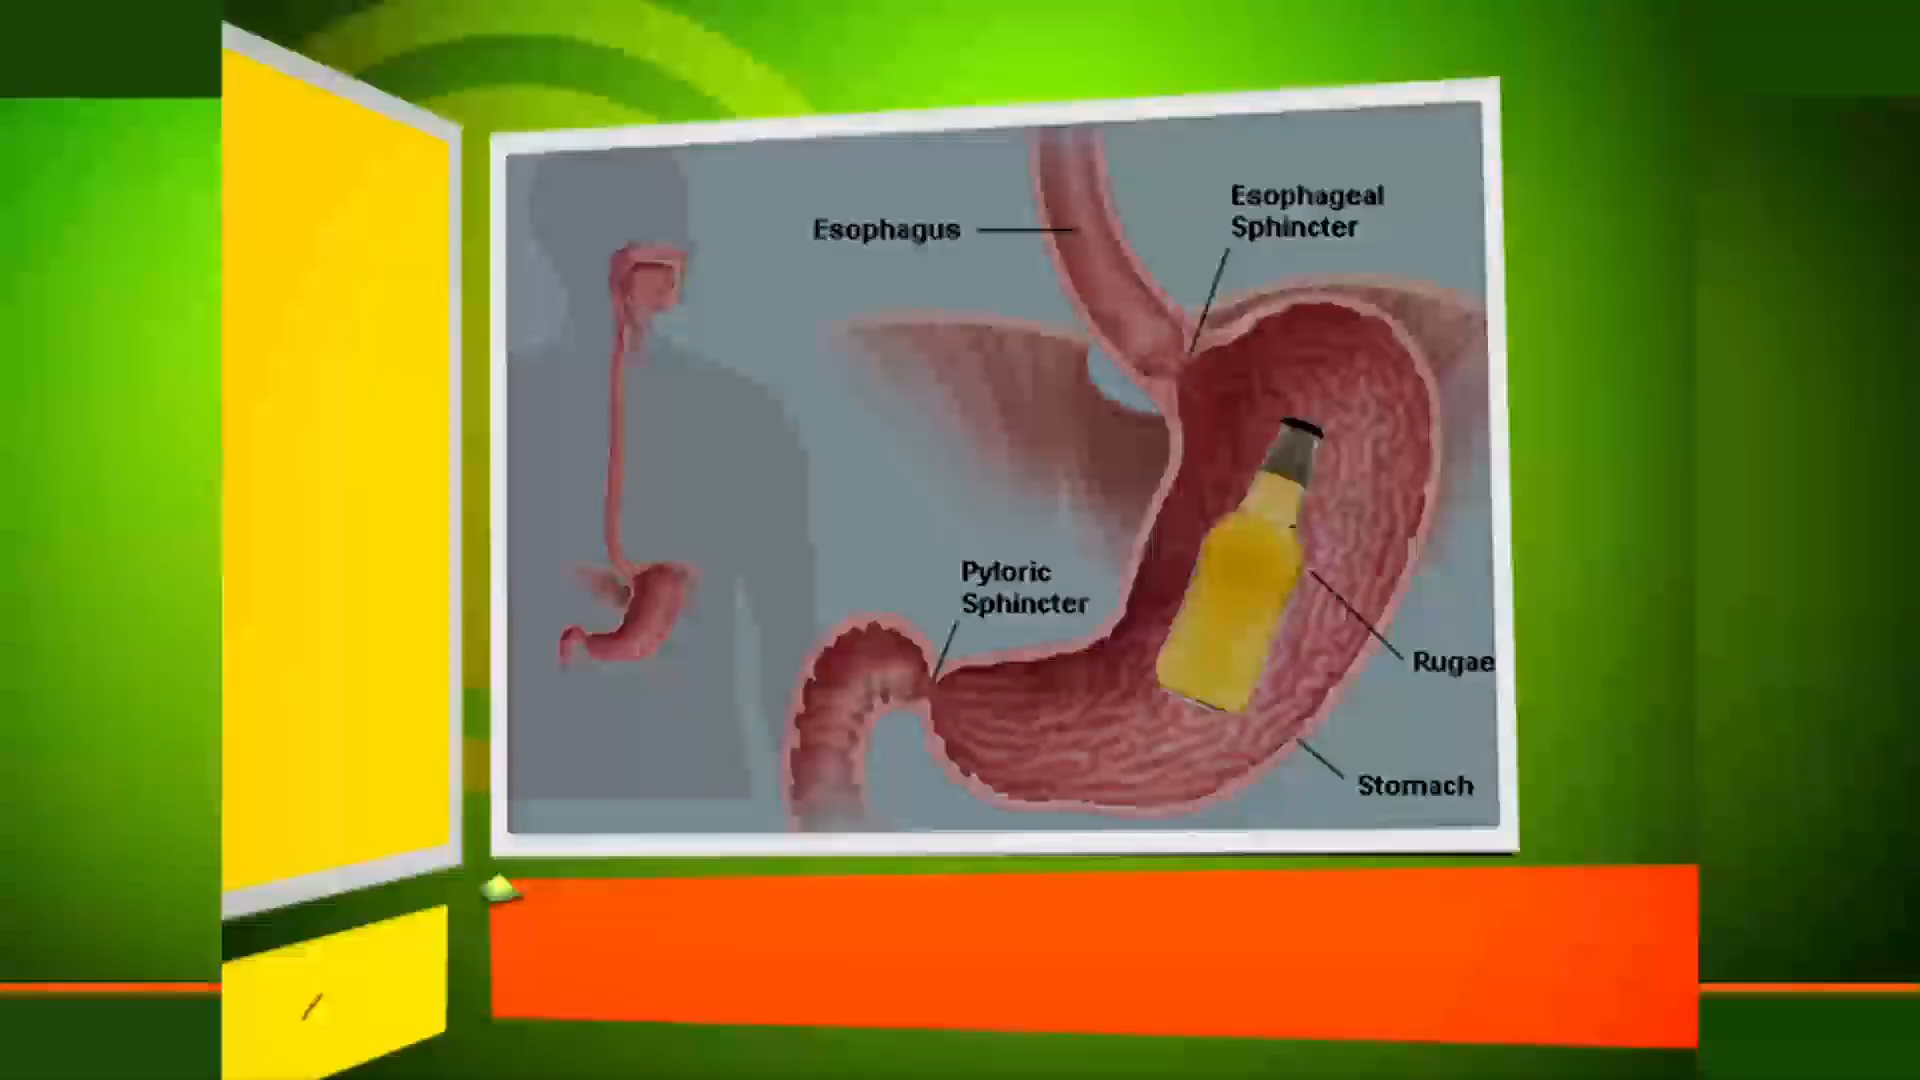 Esophagus
Esophageal
Sphincter
Pyloric
Sphincter
Rugae
Stomach